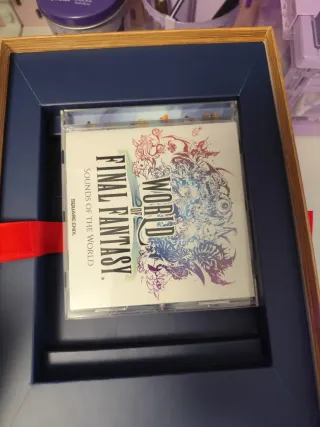 WORLD
OF
FINAL FANTASY®
SOUNDS OF THE WORLD
SQUARE ENIX.